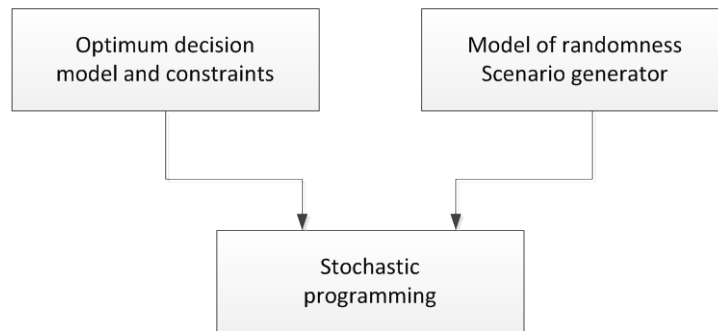 Optimum decision
model and constraints
Model of randomness
Scenario generator
Stochastic
programming